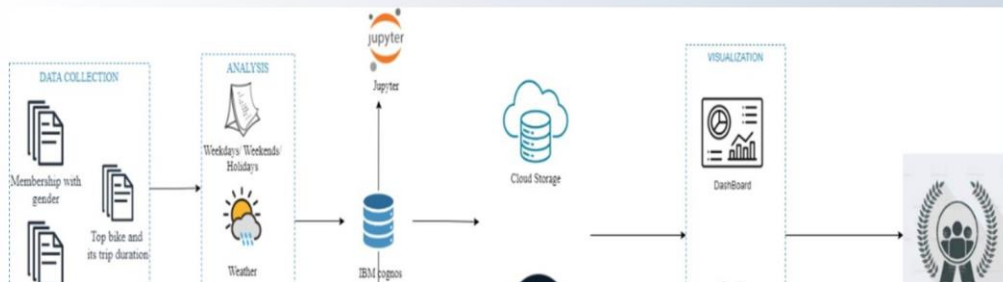 DATA COLLECTION
Membership with
gender
Top bike and
its trip duration
ANALYSIS
Weekdays/ Weekends/
Holidays
Weather
jupyter
Jupyter
IBM cognos
Cloud Storage
VISUALIZATION
DashBoard